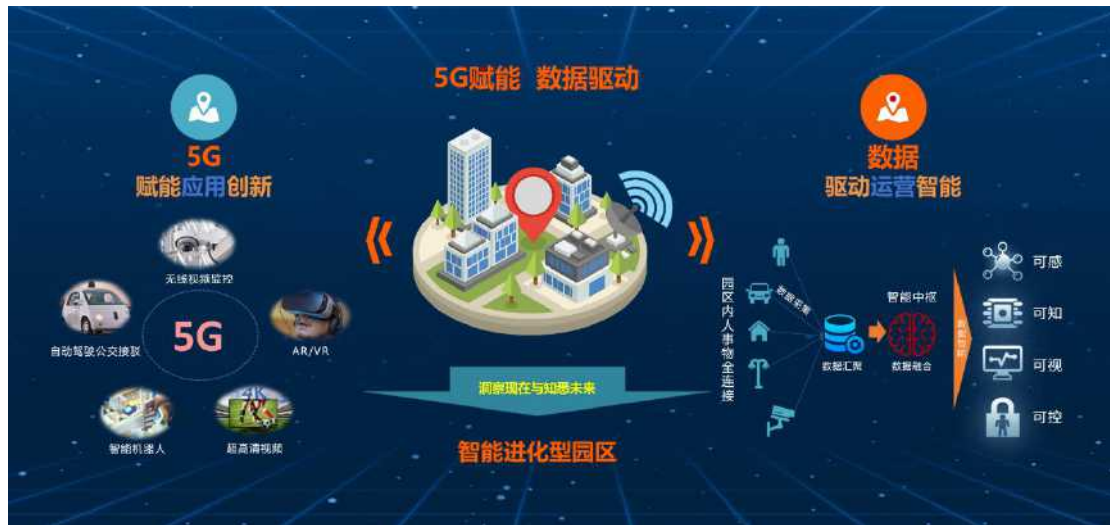 5G赋能 数据驱动
5G
赋能应用创新
无线视频监控
自动驾驶公交接驳
5G
AR/VR
智能机器人
4K
超高清视频
洞察现在与知悉未来
智能进化型园区
数据
驱动运营智能
园区内人事物全连接
数据采集
数据汇聚
智能中枢
数据融合
可感
可知
可视
可控